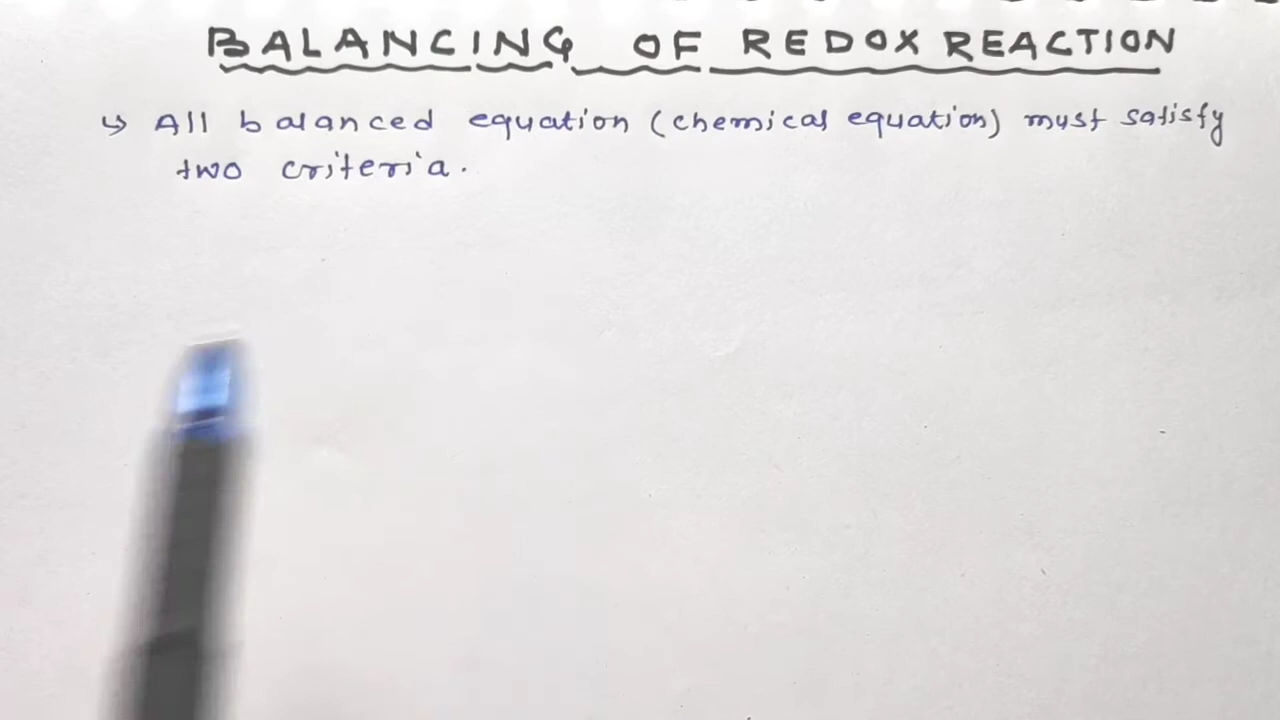 BALANCING OF REDOX REACTION
↳ All balanced equation (chemical equation) must satisfy
two criteria.